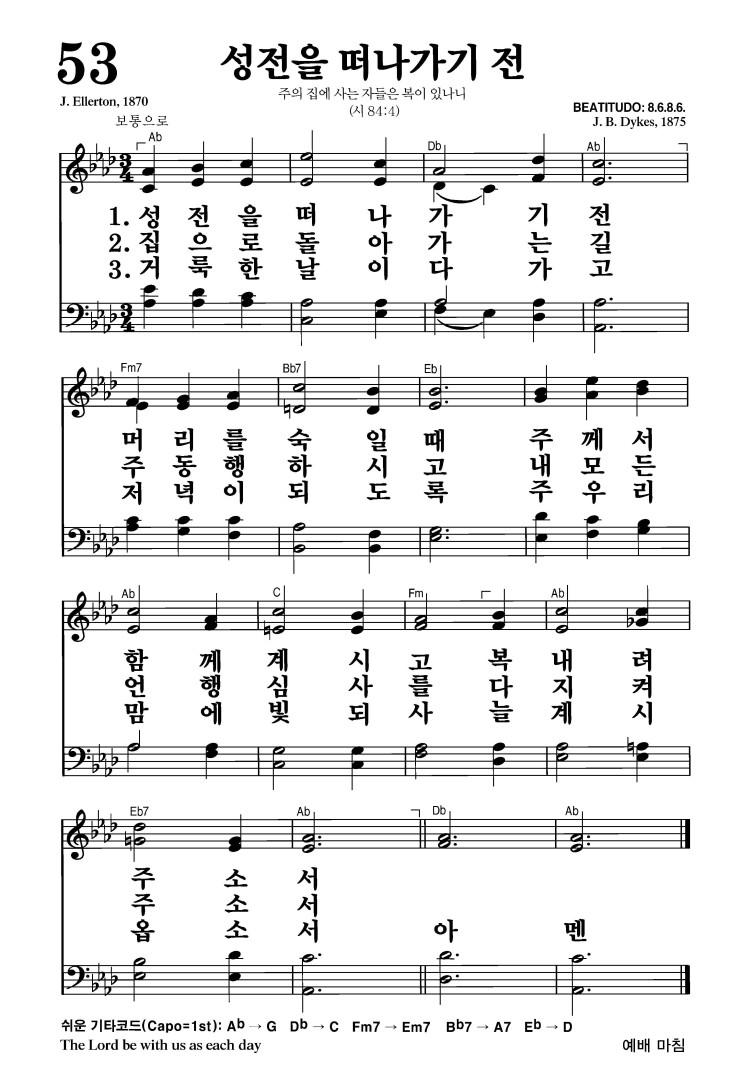 53
성전을 떠나가기 전
주의 집에 사는 자들은 복이 있나니
(시 84:4)
J. Ellerton, 1870
BEATITUDO: 8.6.8.6.
J. B. Dykes, 1875
보통으로
Ab Db Ab
1. 성 전 을 떠 나 가 기 전
2. 집 으 로 돌 아 가 는 길
3. 거 룩 한 날 이 다 가 고
Fm7 Bb7 Eb
머 리 를 숙 일 때 주 께 서
주 동 행 하 시 고 내 모 든
저 녁 이 되 도 록 주 우 리
Ab C Fm Ab
함 께 계 시 고 복 내 려
언 행 심 사 를 다 지 켜
맘 에 빛 되 사 늘 계 시
Eb7 Ab Db Ab
주 소 서
주 소 서
옵 소 서 아 멘
쉬운 기타코드(Capo=1st): Ab → G Db → C Fm7 → Em7 Bb7 → A7 Eb → D
The Lord be with us as each day
예배 마침